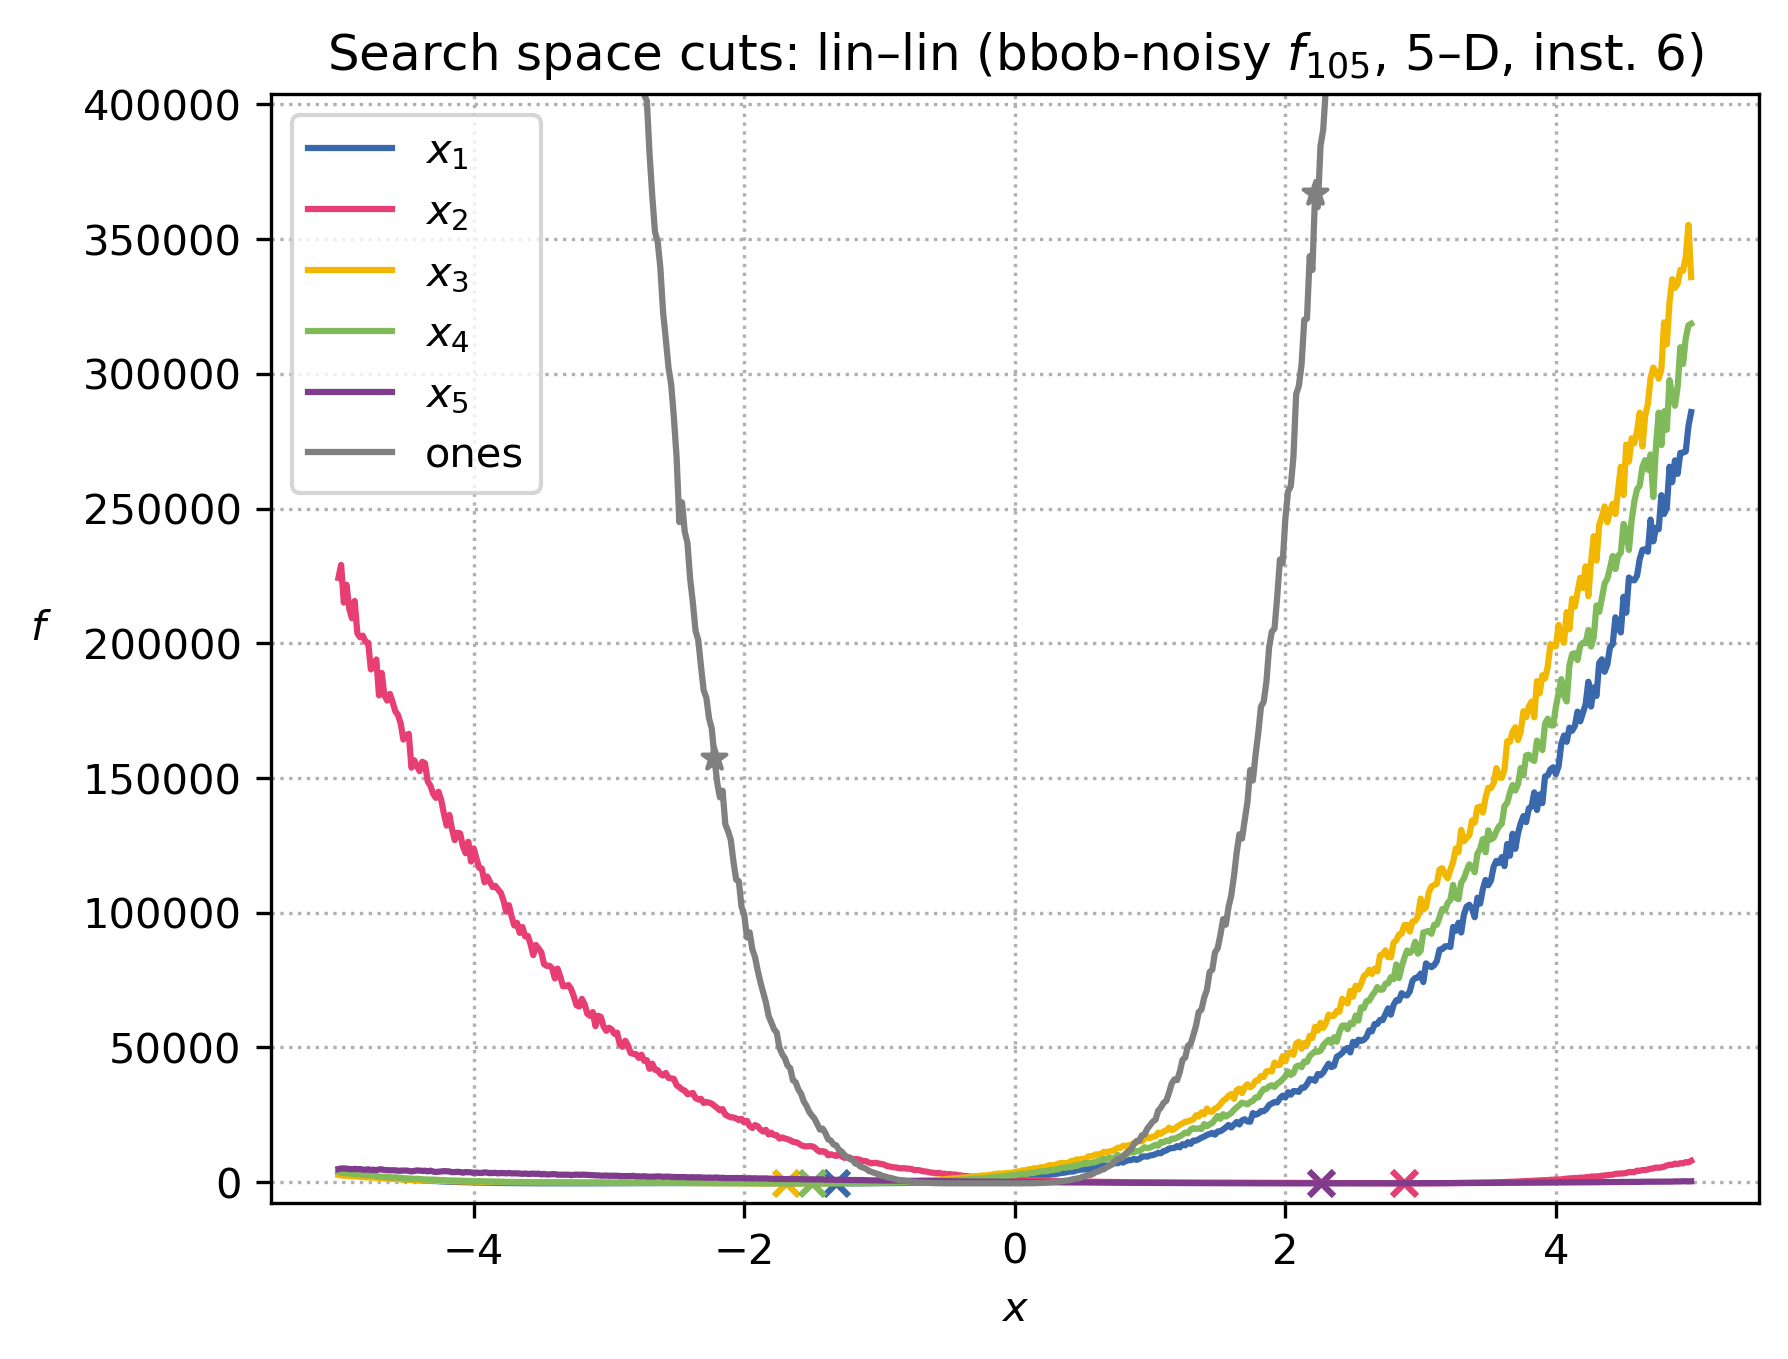 Search space cuts: lin–lin (bbob-noisy f₁₀₅, 5–D, inst. 6)
400000
350000
300000
250000
200000
150000
100000
50000
0
f
x₁
x₂
x₃
x₄
x₅
ones
−4 −2 0 2 4
x